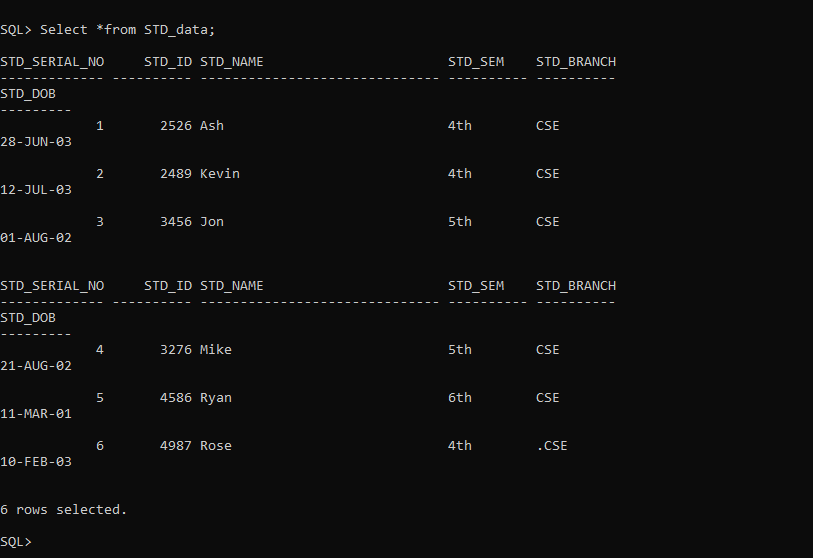 SQL> Select *from STD_data;
STD_SERIAL_NO     STD_ID STD_NAME                       STD_SEM    STD_BRANCH
------------- ---------- ------------------------------ ---------- ----------
STD_DOB
---------
            1       2526 Ash                            4th        CSE
28-JUN-03
            2       2489 Kevin                          4th        CSE
12-JUL-03
            3       3456 Jon                            5th        CSE
01-AUG-02
STD_SERIAL_NO     STD_ID STD_NAME                       STD_SEM    STD_BRANCH
------------- ---------- ------------------------------ ---------- ----------
STD_DOB
---------
            4       3276 Mike                           5th        CSE
21-AUG-02
            5       4586 Ryan                           6th        CSE
11-MAR-01
            6       4987 Rose                           4th        .CSE
10-FEB-03
6 rows selected.
SQL>